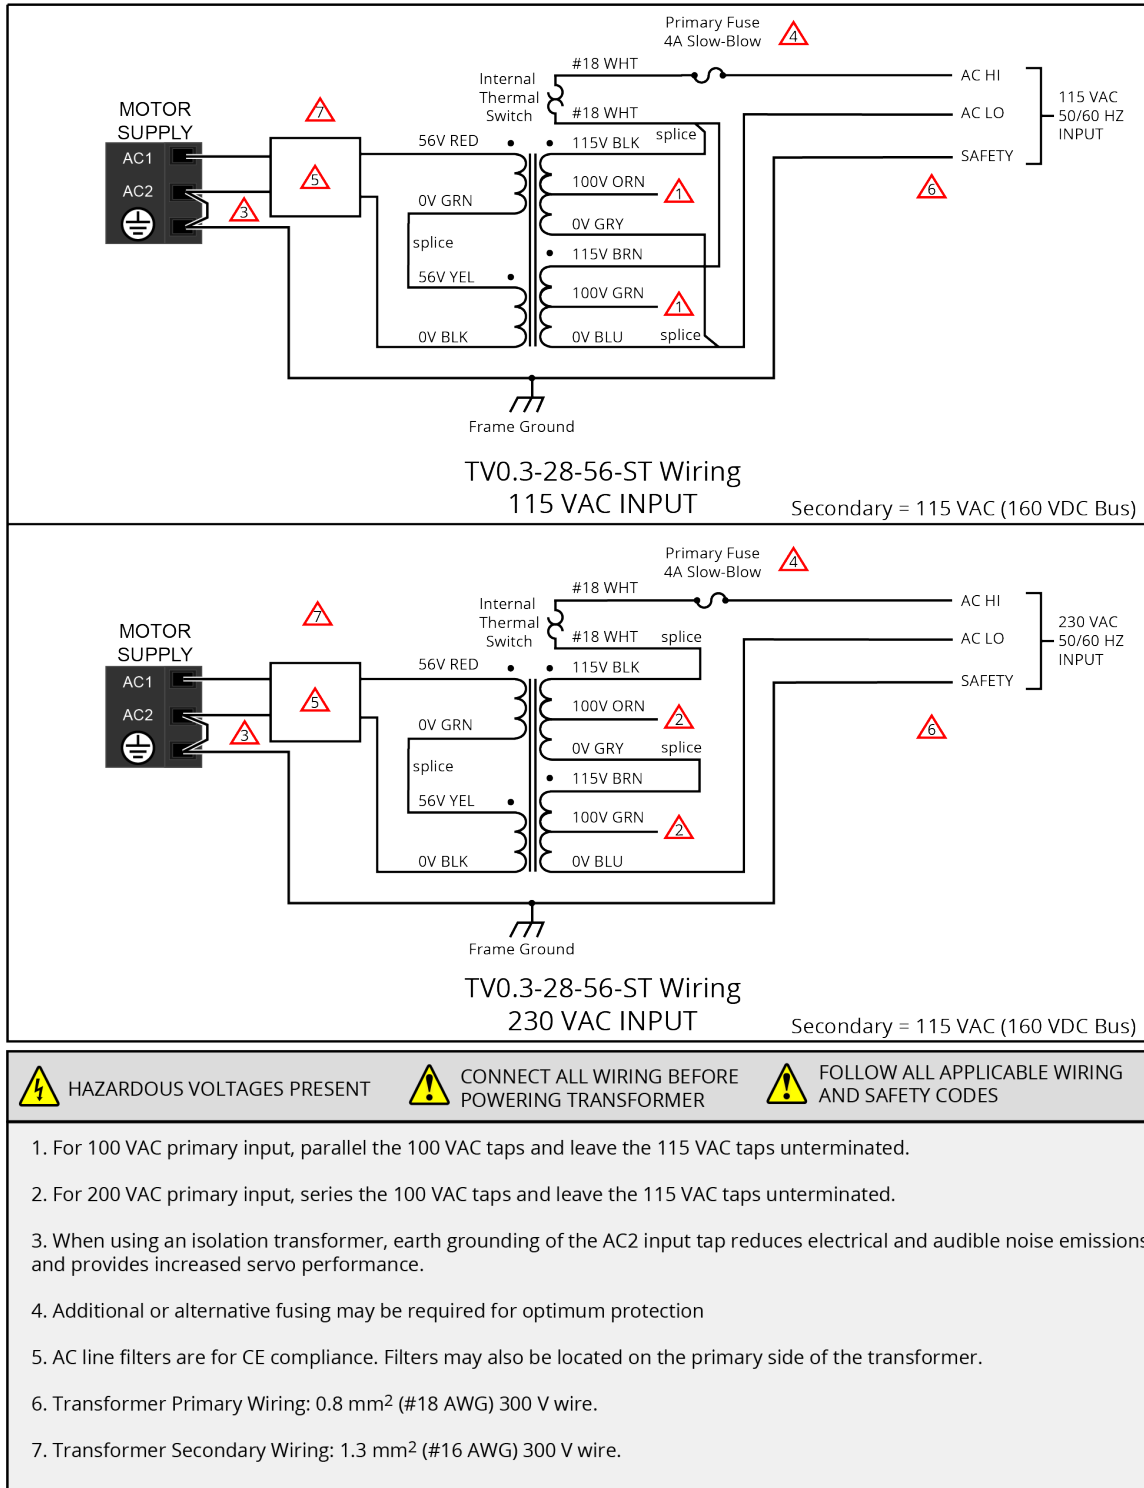 Primary Fuse
4A Slow-Blow
4
#18 WHT
AC HI
Internal
Thermal
Switch
7
MOTOR
SUPPLY
#18 WHT
AC LO
115 VAC
50/60 HZ
INPUT
56V RED
splice
115V BLK
SAFETY
AC1
5
100V ORN
1
6
AC2
3
0V GRN
0V GRY
splice
115V BRN
56V YEL
100V GRN
1
0V BLK
0V BLU
splice
Frame Ground
TV0.3-28-56-ST Wiring
115 VAC INPUT
Secondary = 115 VAC (160 VDC Bus)
Primary Fuse
4A Slow-Blow
4
#18 WHT
AC HI
Internal
Thermal
Switch
7
MOTOR
SUPPLY
#18 WHT
splice
AC LO
230 VAC
50/60 HZ
INPUT
56V RED
115V BLK
SAFETY
AC1
5
100V ORN
2
6
AC2
3
0V GRN
0V GRY
splice
splice
115V BRN
56V YEL
100V GRN
2
0V BLK
0V BLU
Frame Ground
TV0.3-28-56-ST Wiring
230 VAC INPUT
Secondary = 115 VAC (160 VDC Bus)
HAZARDOUS VOLTAGES PRESENT
CONNECT ALL WIRING BEFORE
POWERING TRANSFORMER
FOLLOW ALL APPLICABLE WIRING
AND SAFETY CODES
1. For 100 VAC primary input, parallel the 100 VAC taps and leave the 115 VAC taps unterminated.
2. For 200 VAC primary input, series the 100 VAC taps and leave the 115 VAC taps unterminated.
3. When using an isolation transformer, earth grounding of the AC2 input tap reduces electrical and audible noise emissions
and provides increased servo performance.
4. Additional or alternative fusing may be required for optimum protection
5. AC line filters are for CE compliance. Filters may also be located on the primary side of the transformer.
6. Transformer Primary Wiring: 0.8 mm² (#18 AWG) 300 V wire.
7. Transformer Secondary Wiring: 1.3 mm² (#16 AWG) 300 V wire.